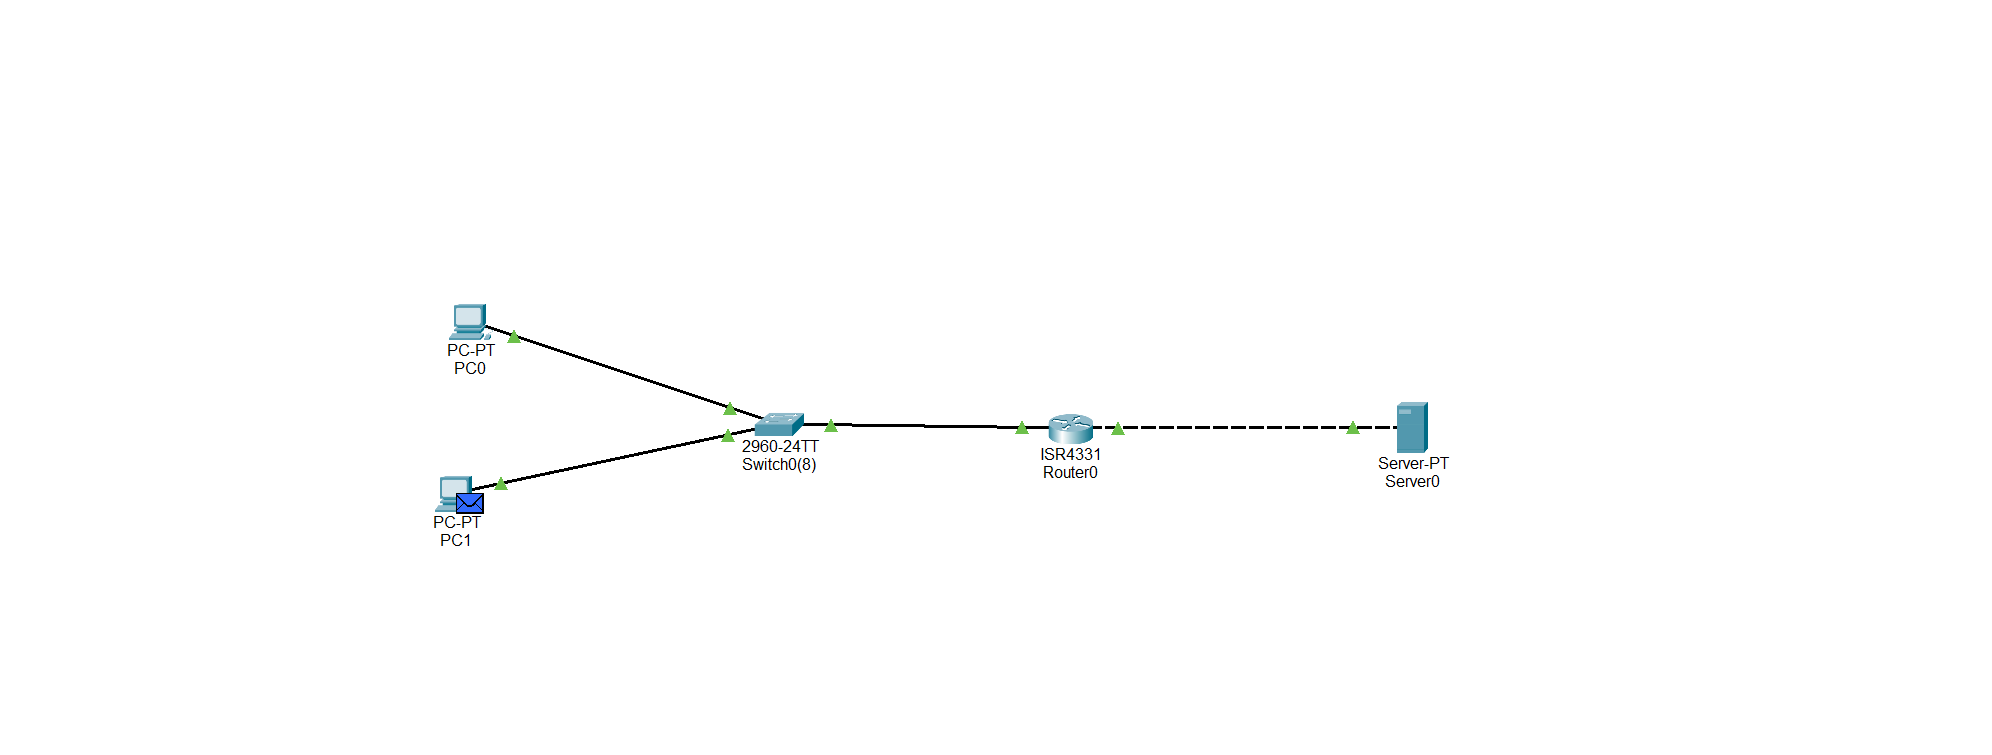 PC-PT
PC0
2960-24TT
Switch0(8)
ISR4331
Router0
Server-PT
Server0
PC-PT
PC1